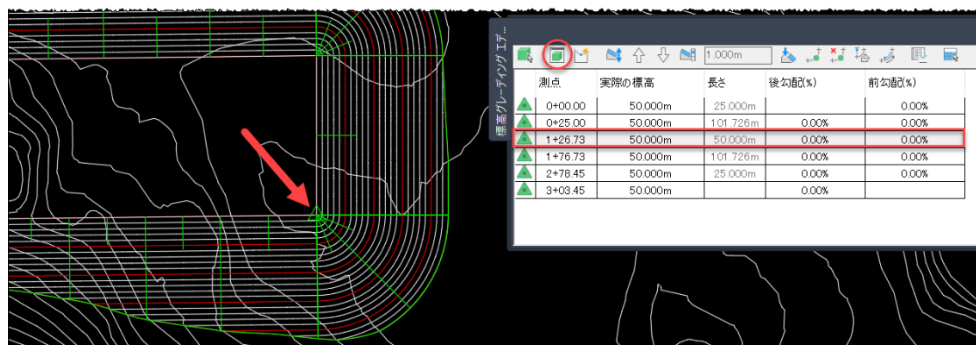 標高グレーディング エデ...
1.000m
測点 実際の標高 長さ 後勾配(%) 前勾配(%)
0+00.00 50.000m 25.000m 0.00%
0+25.00 50.000m 101.726m 0.00% 0.00%
1+26.73 50.000m 50.000m 0.00% 0.00%
1+76.73 50.000m 101.726m 0.00% 0.00%
2+78.45 50.000m 25.000m 0.00% 0.00%
3+03.45 50.000m 0.00%